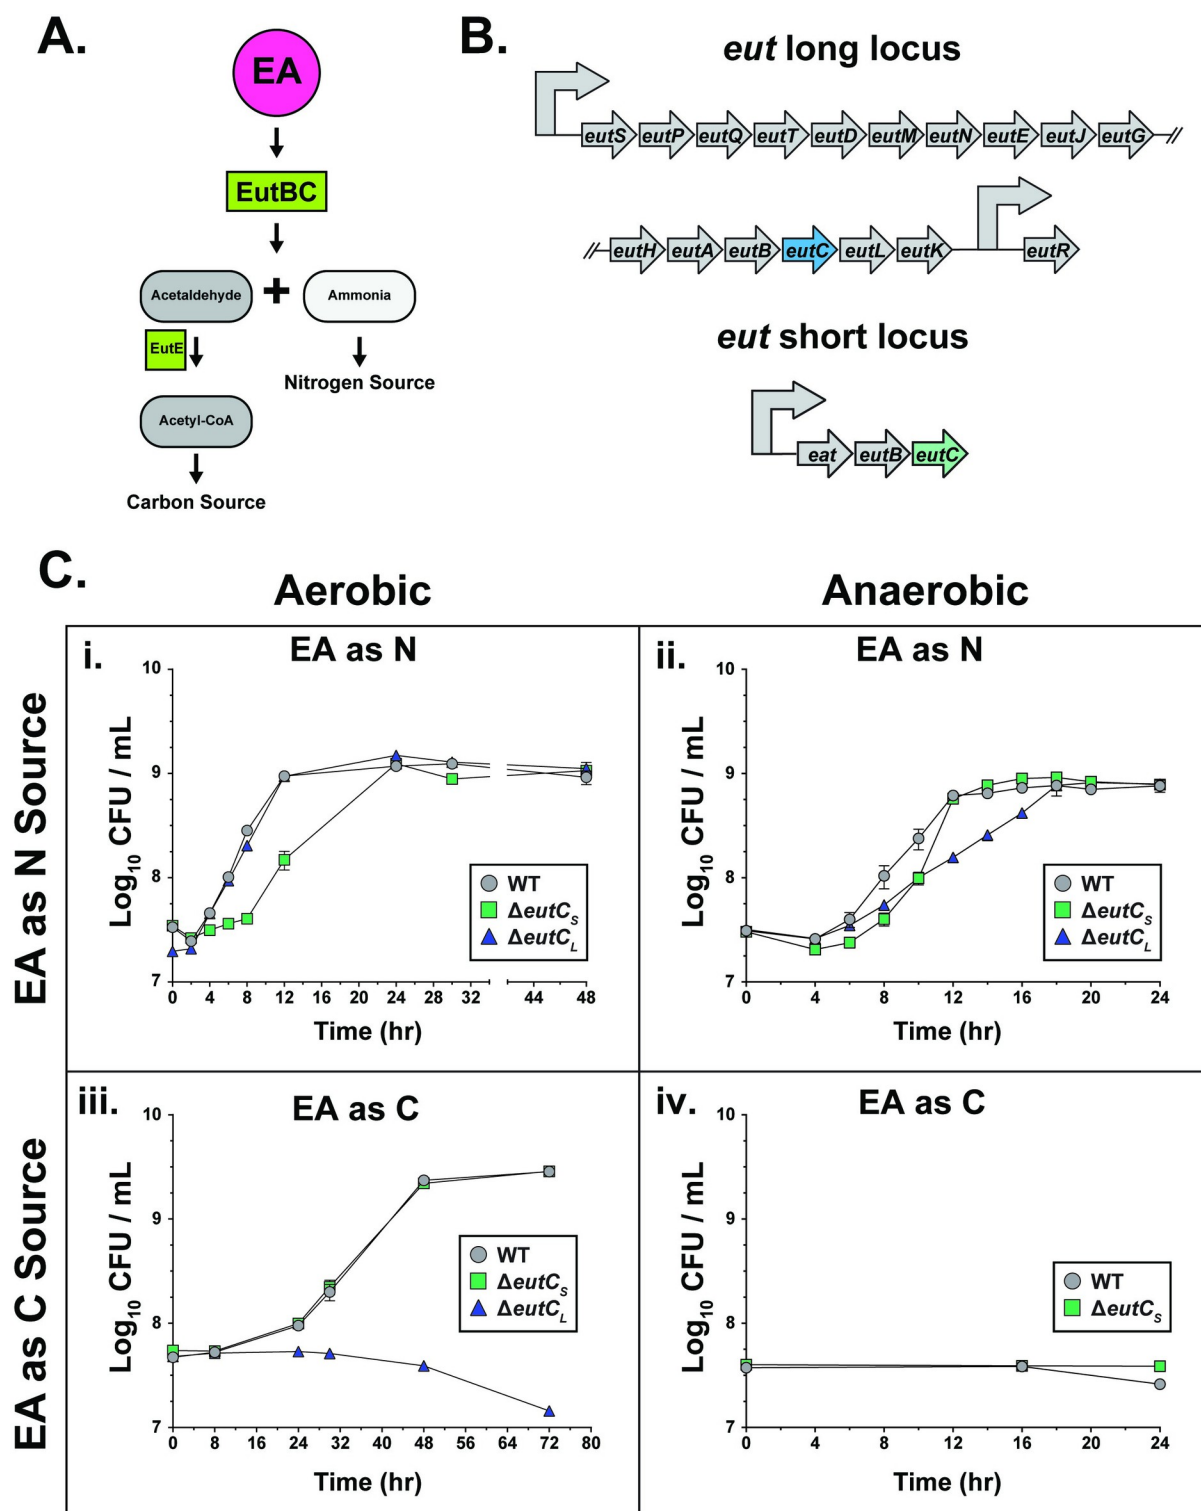 A.
EA
EutBC
Acetaldehyde + Ammonia
EutE
Nitrogen Source
Acetyl-CoA
Carbon Source
B.
eut long locus
eutS eutP eutQ eutT eutD eutM eutN eutE eutJ eutG //
// eutH eutA eutB eutC eutL eutK eutR
eut short locus
eat eutB eutC
C.
Aerobic
Anaerobic
EA as N Source
i.
EA as N
Log10 CFU / mL
10
9
8
7
0 4 8 12 16 20 24 28 32 44 48
Time (hr)
WT
ΔeutCS
ΔeutCL
ii.
EA as N
Log10 CFU / mL
10
9
8
7
0 4 8 12 16 20 24
Time (hr)
WT
ΔeutCS
ΔeutCL
EA as C Source
iii.
EA as C
Log10 CFU / mL
10
9
8
7
0 8 16 24 32 40 48 56 64 72 80
Time (hr)
WT
ΔeutCS
ΔeutCL
iv.
EA as C
Log10 CFU / mL
10
9
8
7
0 4 8 12 16 20 24
Time (hr)
WT
ΔeutCS